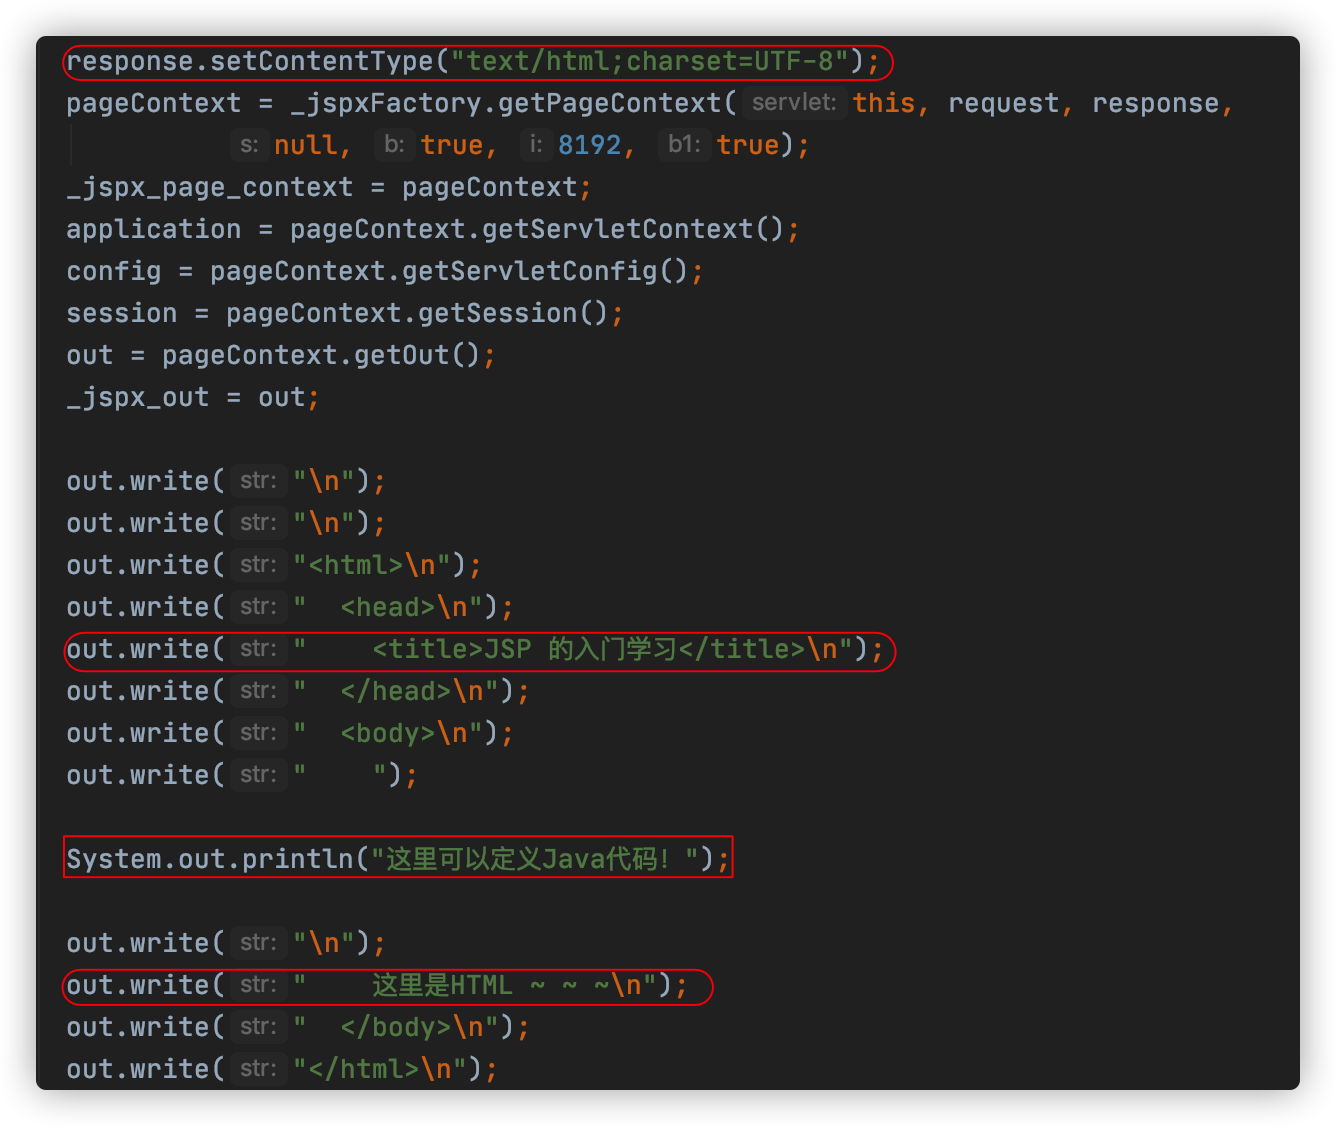 response.setContentType("text/html;charset=UTF-8");
pageContext = _jspxFactory.getPageContext( servlet: this, request, response,
s: null, b: true, i: 8192, b1: true);
_jspx_page_context = pageContext;
application = pageContext.getServletContext();
config = pageContext.getServletConfig();
session = pageContext.getSession();
out = pageContext.getOut();
_jspx_out = out;
out.write( str: "\n");
out.write( str: "\n");
out.write( str: "<html>\n");
out.write( str: "  <head>\n");
out.write( str: "    <title>JSP 的入门学习</title>\n");
out.write( str: "  </head>\n");
out.write( str: "  <body>\n");
out.write( str: "    ");
System.out.println("这里可以定义Java代码！");
out.write( str: "\n");
out.write( str: "    这里是HTML ~ ~ ~\n");
out.write( str: "  </body>\n");
out.write( str: "</html>\n");